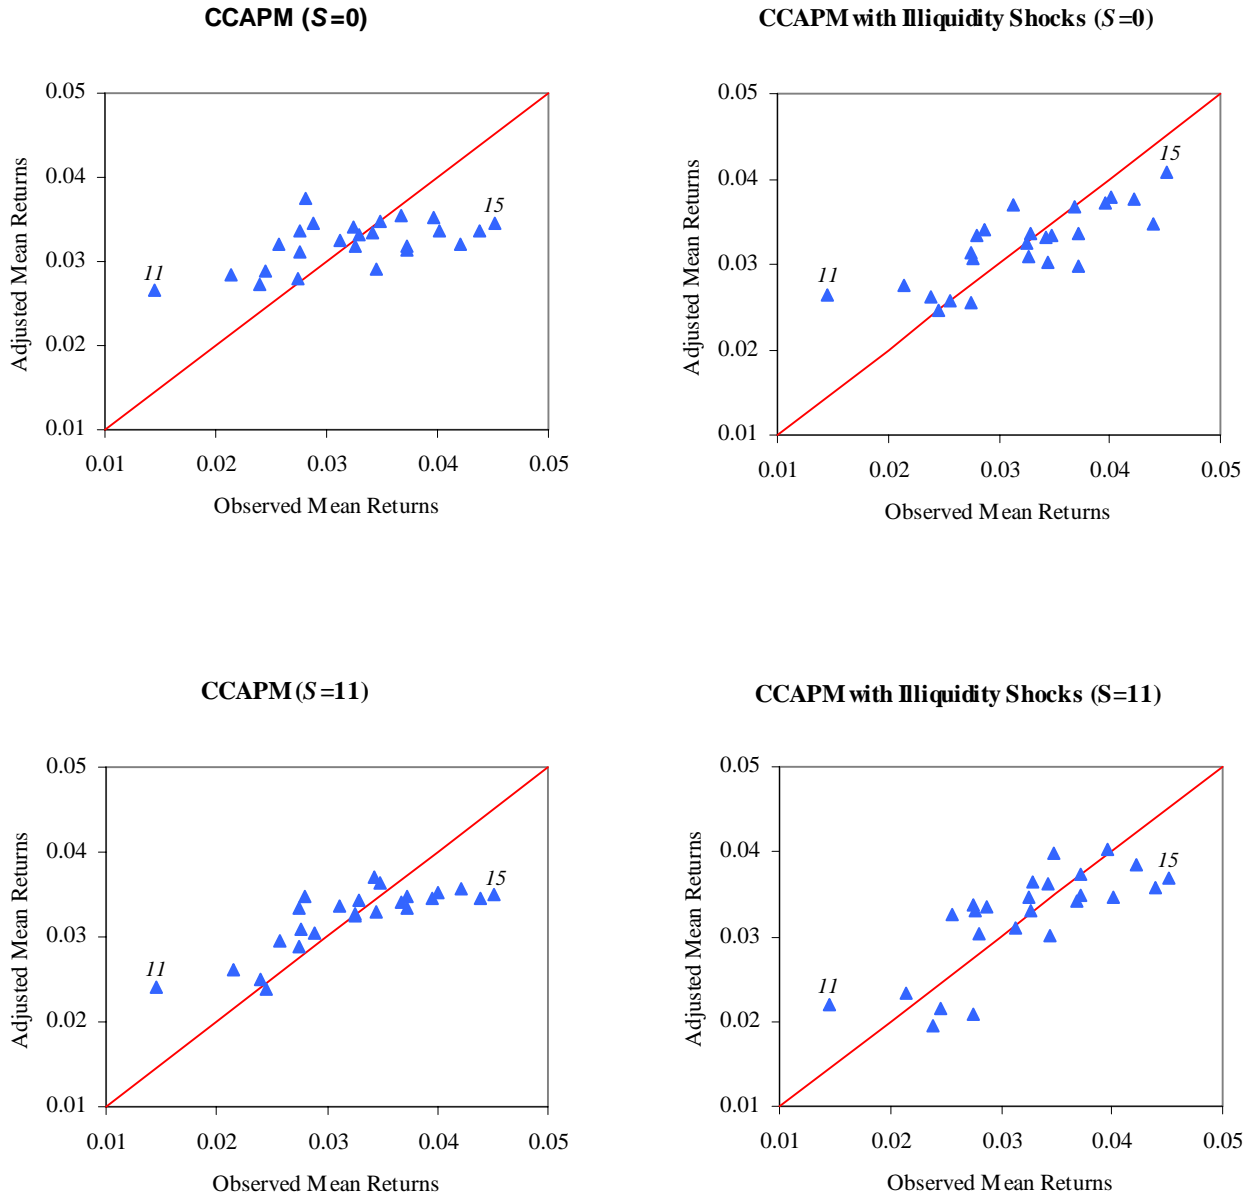 CCAPM (S=0)
0.05
0.04
0.03
0.02
0.01
Adjusted Mean Returns
11
15
0.01 0.02 0.03 0.04 0.05
Observed Mean Returns
CCAPM with Illiquidity Shocks (S=0)
0.05
0.04
0.03
0.02
0.01
Adjusted Mean Returns
11
15
0.01 0.02 0.03 0.04 0.05
Observed Mean Returns
CCAPM (S=11)
0.05
0.04
0.03
0.02
0.01
Adjusted Mean Returns
11
15
0.01 0.02 0.03 0.04 0.05
Observed Mean Returns
CCAPM with Illiquidity Shocks (S=11)
0.05
0.04
0.03
0.02
0.01
Adjusted Mean Returns
11
15
0.01 0.02 0.03 0.04 0.05
Observed Mean Returns